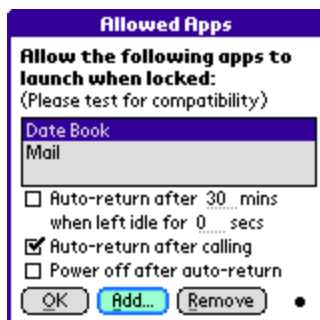 Allowed Apps
Allow the following apps to
launch when locked:
(Please test for compatibility)
Date Book
Mail
Auto-return after 30 mins
when left idle for 0 secs
Auto-return after calling
Power off after auto-return
OK Add... Remove